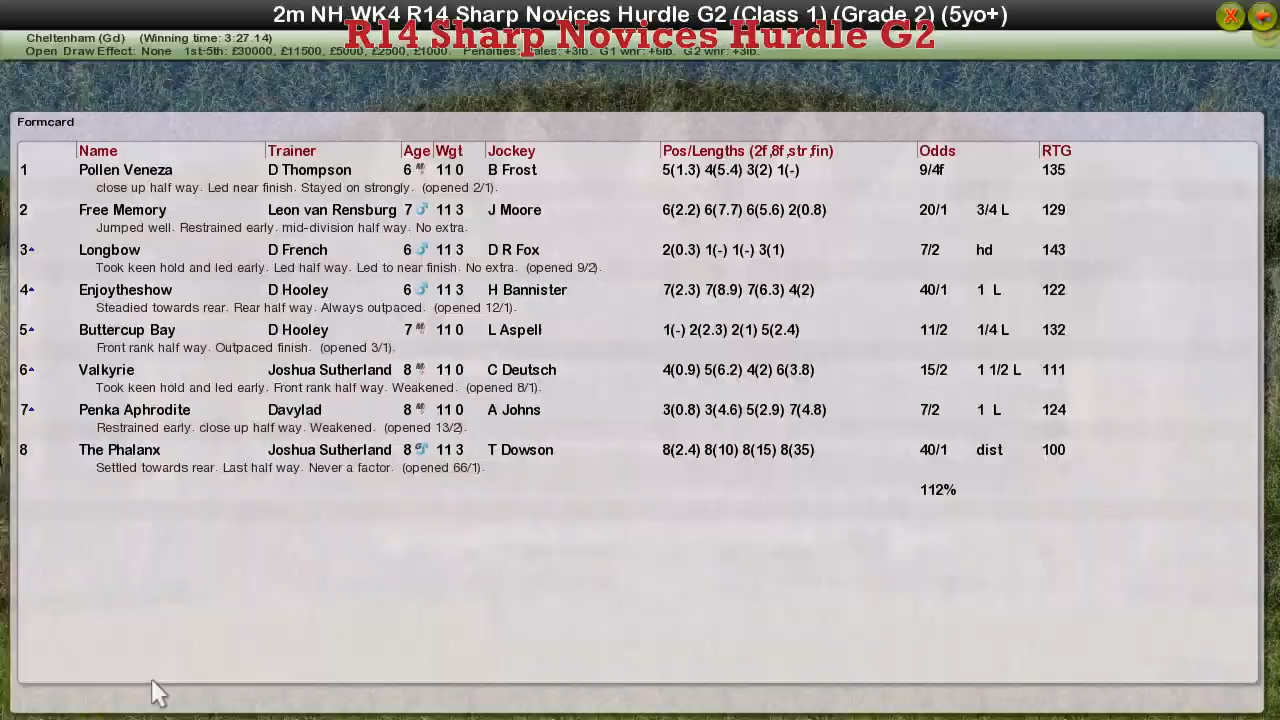 2m NH WK4 R14 Sharp Novices Hurdle G2 (Class 1) (Grade 2) (5yo+)
R14 Sharp Novices Hurdle G2
Cheltenham (Gd) (Winning time: 3:27.14)
Open Draw Effect: None 1st-5th: £30000, £11500, £5000, £2500, £1000. Penalties, +3lb. G1 wnr: +6lb. G2 wnr: +3lb.
Formcard
Name Trainer Age Wgt Jockey Pos/Lengths (2f,8f,str,fin) Odds RTG
1 Pollen Veneza D Thompson 6 11 0 B Frost 5(1.3) 4(5.4) 3(2) 1(-) 9/4f 135
close up half way. Led near finish. Stayed on strongly. (opened 2/1).
2 Free Memory Leon van Rensburg 7 11 3 J Moore 6(2.2) 6(7.7) 6(5.6) 2(0.8) 20/1 3/4 L 129
Jumped well. Restrained early. mid-division half way. No extra.
3 Longbow D French 6 11 3 D R Fox 2(0.3) 1(-) 1(-) 3(1) 7/2 hd 143
Took keen hold and led early. Led half way. Led to near finish. No extra. (opened 9/2).
4 Enjoytheshow D Hooley 6 11 3 H Bannister 7(2.3) 7(8.9) 7(6.3) 4(2) 40/1 1 L 122
Steadied towards rear. Rear half way. Always outpaced. (opened 12/1).
5 Buttercup Bay D Hooley 7 11 0 L Aspell 1(-) 2(2.3) 2(1) 5(2.4) 11/2 1/4 L 132
Front rank half way. Outpaced finish. (opened 3/1).
6 Valkyrie Joshua Sutherland 8 11 0 C Deutsch 4(0.9) 5(6.2) 4(2) 6(3.8) 15/2 1 1/2 L 111
Took keen hold and led early. Front rank half way. Weakened. (opened 8/1).
7 Penka Aphrodite Davylad 8 11 0 A Johns 3(0.8) 3(4.6) 5(2.9) 7(4.8) 7/2 1 L 124
Restrained early. close up half way. Weakened. (opened 13/2).
8 The Phalanx Joshua Sutherland 8 11 3 T Dowson 8(2.4) 8(10) 8(15) 8(35) 40/1 dist 100
Settled towards rear. Last half way. Never a factor. (opened 66/1).
112%